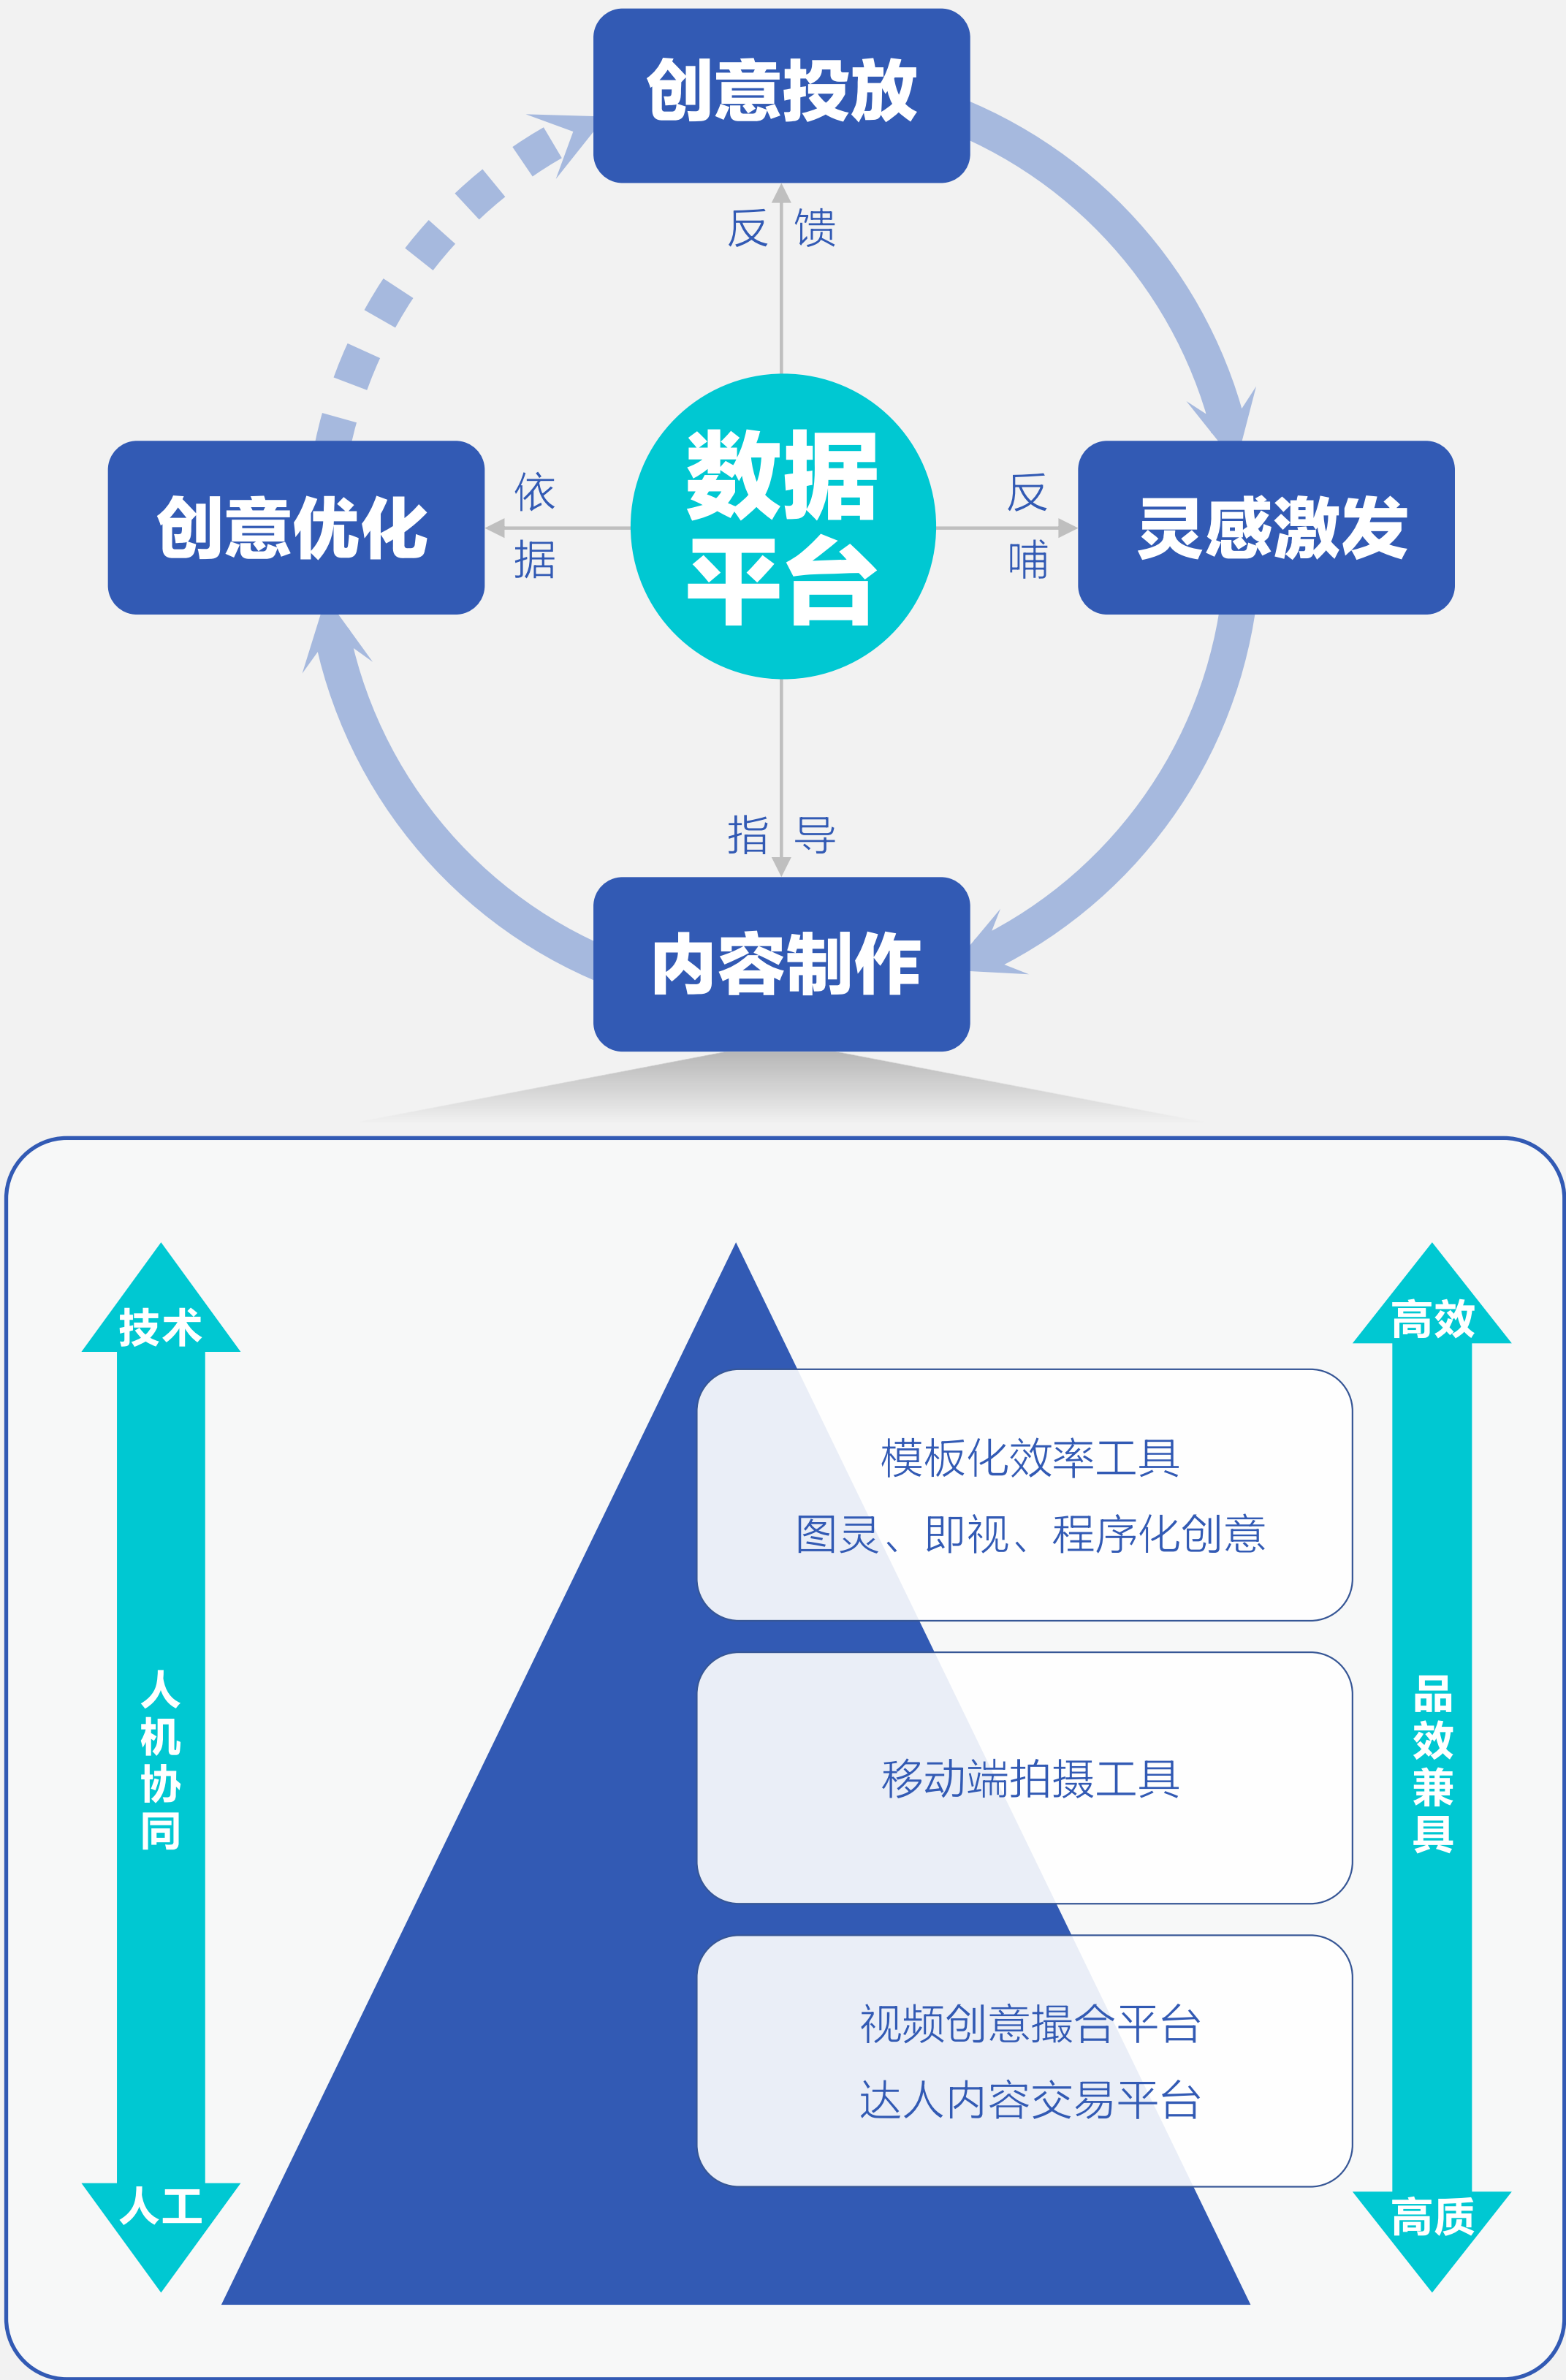 创意投放
反馈
数据
平台
创意优化
依
据
反
哺
灵感激发
指导
内容制作
技术
高效
模板化效率工具
图灵、即视、程序化创意
人
机
协
同
品
效
兼
具
移动端拍摄工具
视频创意撮合平台
达人内容交易平台
人工
高质